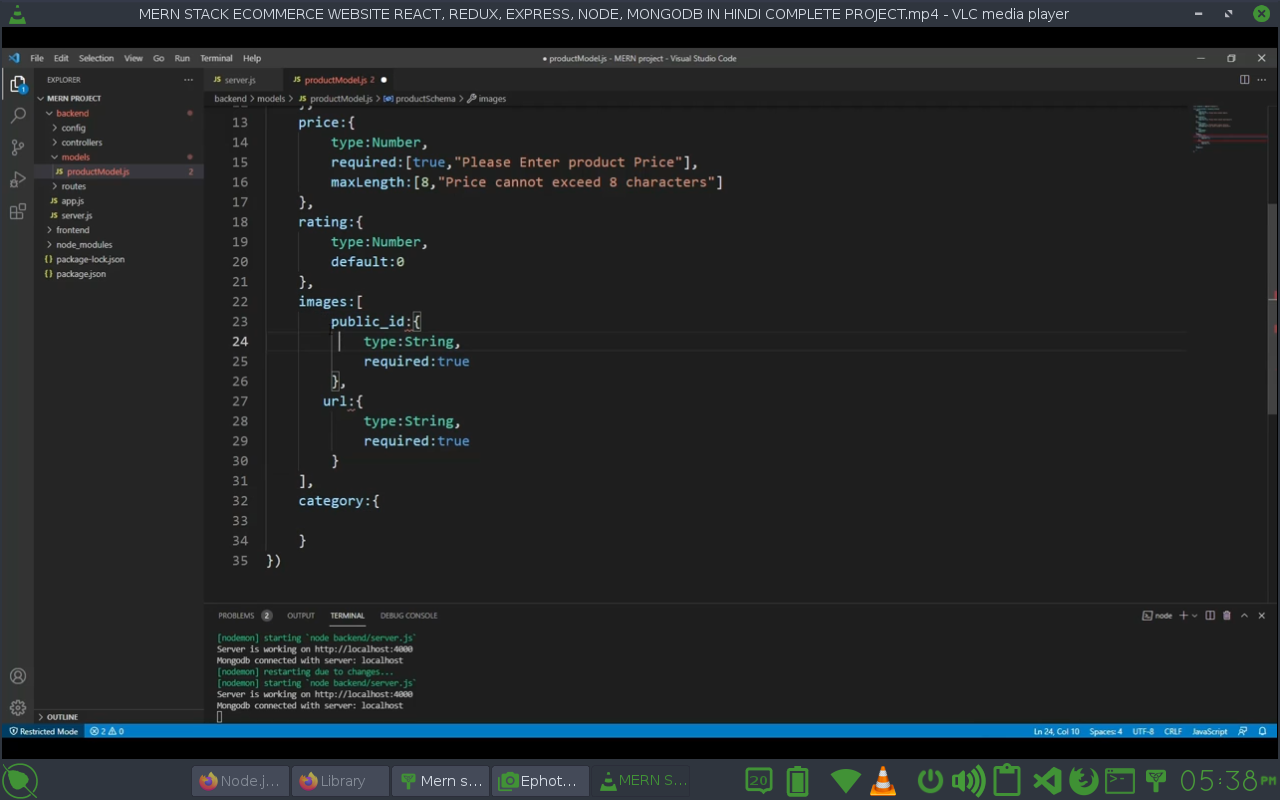 MERN STACK ECOMMERCE WEBSITE REACT, REDUX, EXPRESS, NODE, MONGODB IN HINDI COMPLETE PROJECT.mp4 - VLC media player
File Edit Selection View Go Run Terminal Help
● productModel.js - MERN project - Visual Studio Code
EXPLORER
MERN PROJECT
backend
config
controllers
models
JS productModel.js 2
routes
JS app.js
JS server.js
frontend
node_modules
{} package-lock.json
{} package.json
OUTLINE
JS server.js
JS productModel.js 2 ●
backend > models > JS productModel.js > productSchema > images
13 price:{
14 type:Number,
15 required:[true,"Please Enter product Price"],
16 maxLength:[8,"Price cannot exceed 8 characters"]
17 },
18 rating:{
19 type:Number,
20 default:0
21 },
22 images:[
23 public_id:{
24 type:String,
25 required:true
26 },
27 url:{
28 type:String,
29 required:true
30 }
31 ],
32 category:{
33
34 }
35 })
PROBLEMS 2 OUTPUT TERMINAL DEBUG CONSOLE
node
[nodemon] starting `node backend/server.js`
Server is working on http://localhost:4000
Mongodb connected with server: localhost
[nodemon] restarting due to changes...
[nodemon] starting `node backend/server.js`
Server is working on http://localhost:4000
Mongodb connected with server: localhost
Restricted Mode 2 0
Ln 24, Col 10 Spaces: 4 UTF-8 CRLF JavaScript
Node.j...
Library
Mern s...
Ephot...
MERN S...
20
05:38 PM